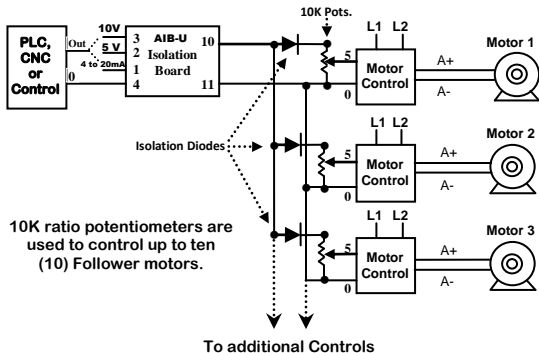 10K Pots.
PLC,
CNC
or
Control
Out
0
10V
5 V
4 to 20mA
3
2
1
4
AIB-U
Isolation
Board
10
11
L1 L2
5
0
Motor
Control
A+
A-
Motor 1
Isolation Diodes
L1 L2
5
0
Motor
Control
A+
A-
Motor 2
10K ratio potentiometers are
used to control up to ten
(10) Follower motors.
L1 L2
5
0
Motor
Control
A+
A-
Motor 3
To additional Controls